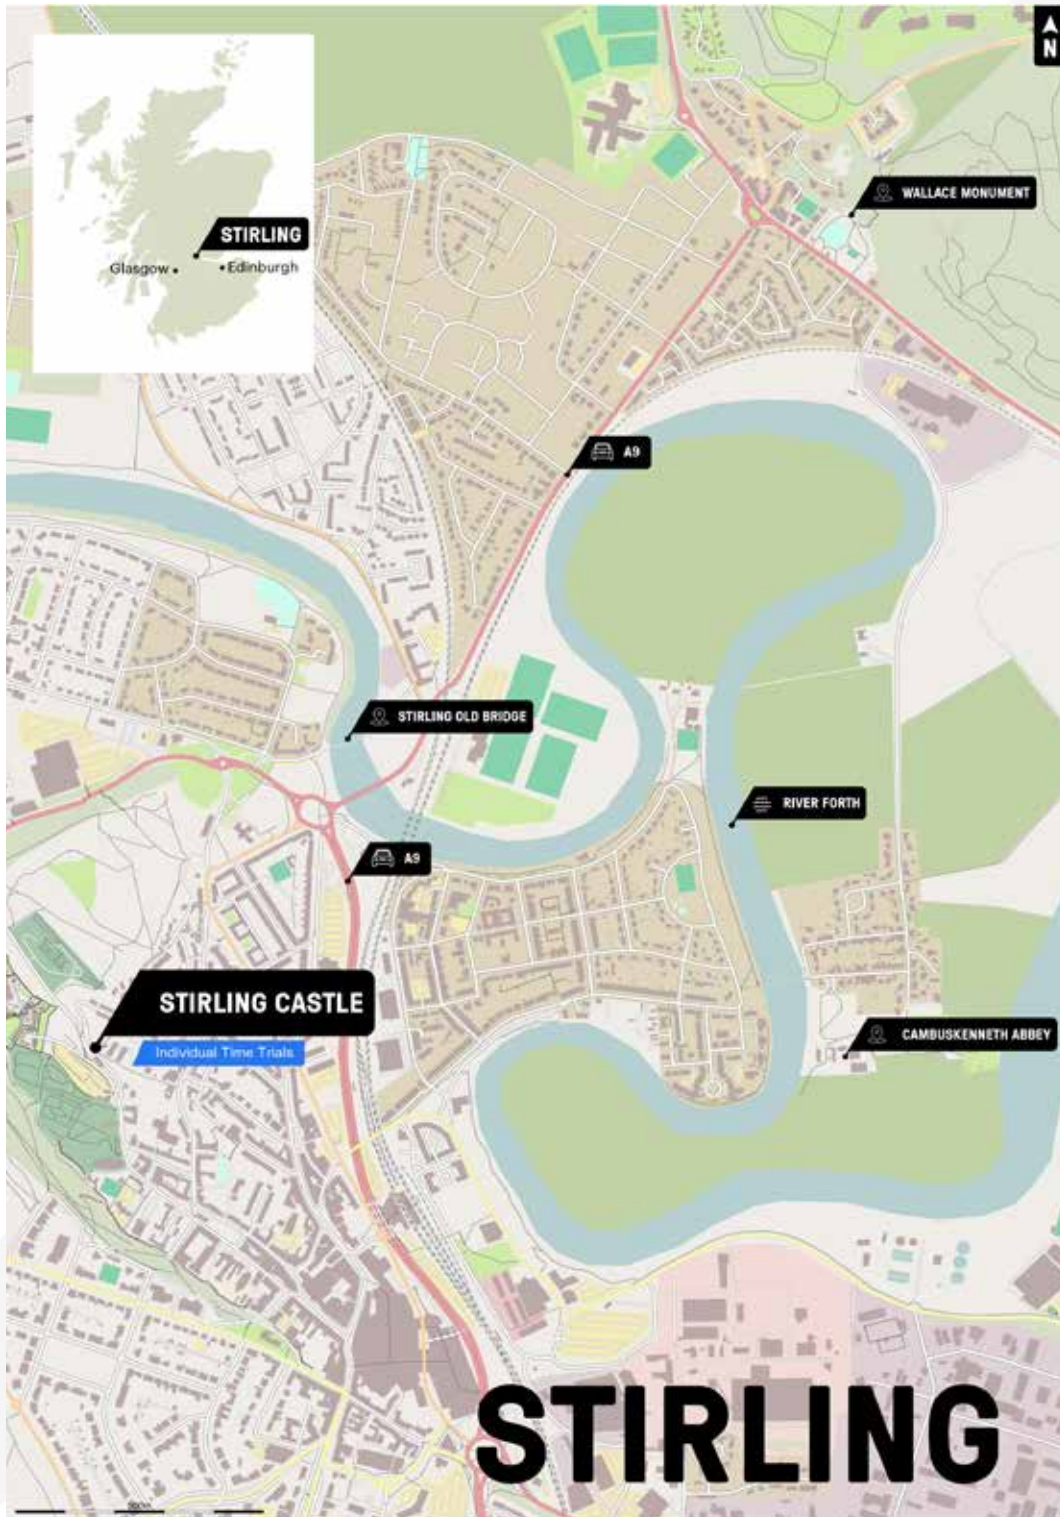 N
WALLACE MONUMENT
STIRLING
Glasgow
Edinburgh
A9
STIRLING OLD BRIDGE
RIVER FORTH
A9
STIRLING CASTLE
Individual Time Trials
CAMBUSKENNETH ABBEY
STIRLING